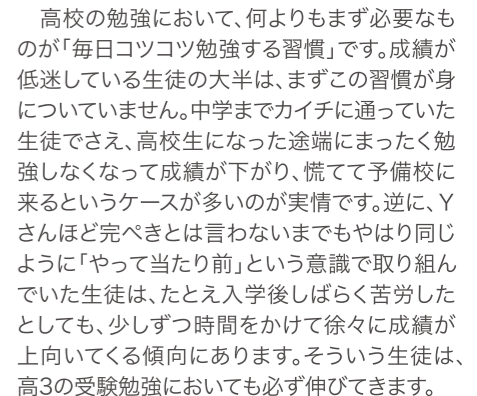 高校の勉強において、何よりもまず必要なも
のが「毎日コツコツ勉強する習慣」です。成績が
低迷している生徒の大半は、まずこの習慣が身
についていません。中学までカイチに通っていた
生徒でさえ、高校生になった途端にまったく勉
強しなくなって成績が下がり、慌てて予備校に
来るというケースが多いのが実情です。逆に、Y
さんほど完ぺきとは言わないまでもやはり同じ
ように「やって当たり前」という意識で取り組ん
でいた生徒は、たとえ入学後しばらく苦労した
としても、少しずつ時間をかけて徐々に成績が
上向いてくる傾向にあります。そういう生徒は、
高3の受験勉強においても必ず伸びてきます。